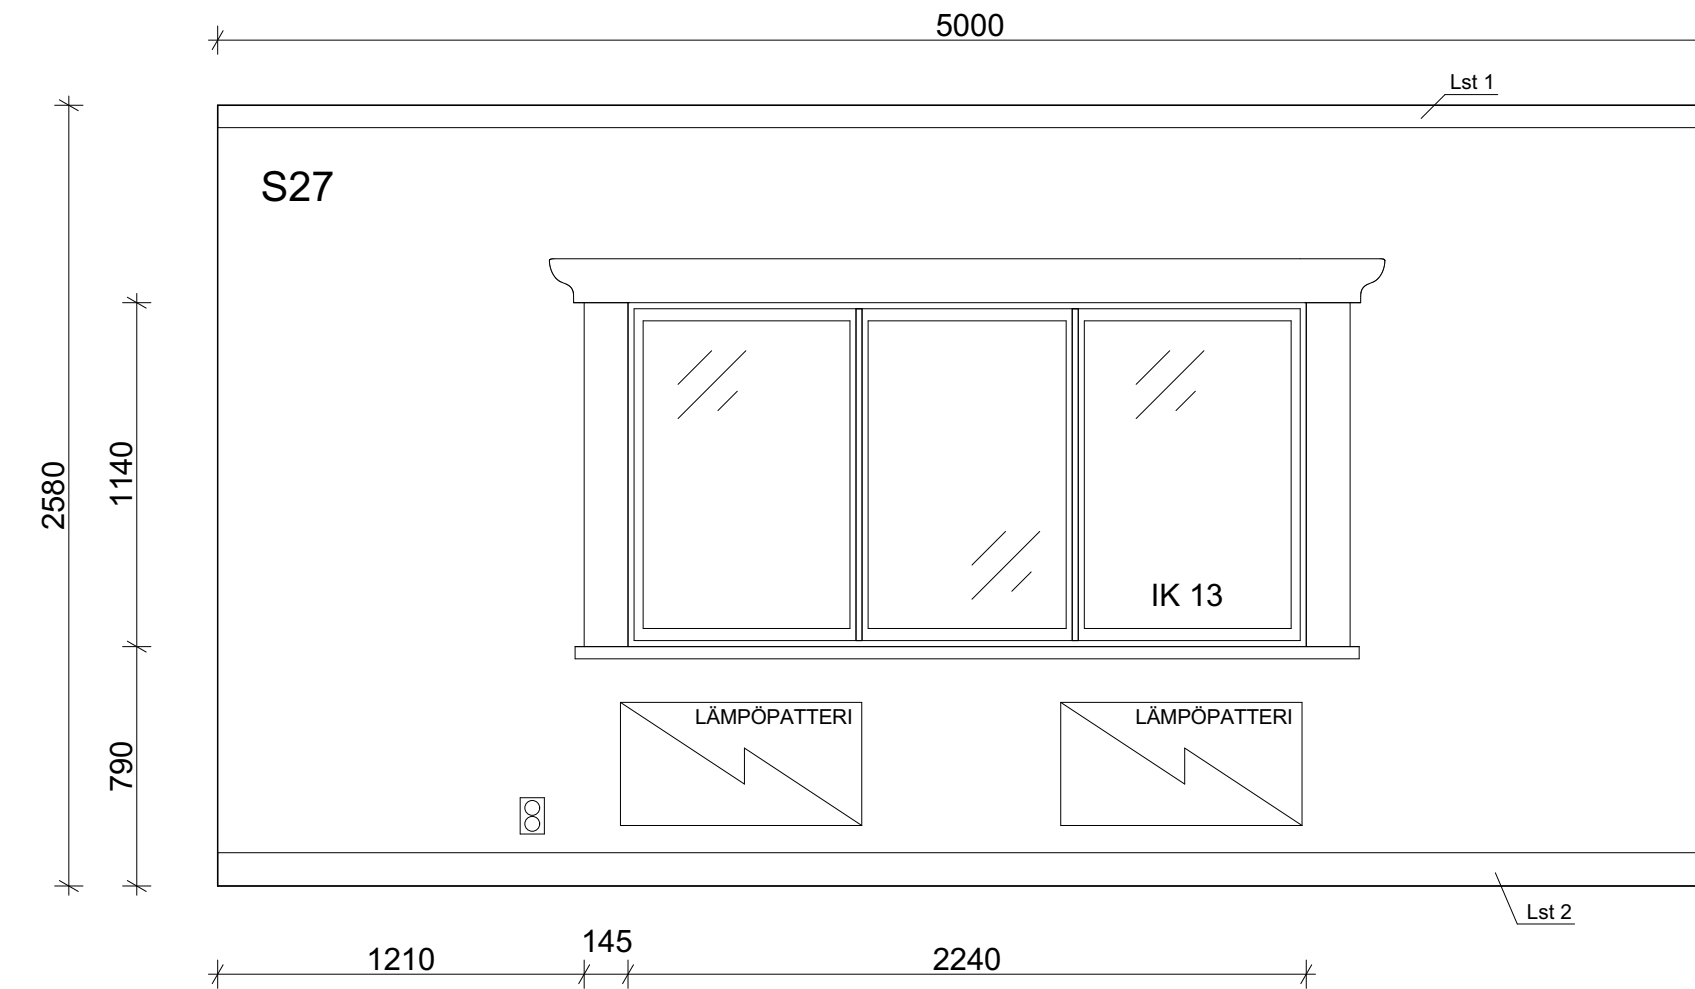 5000
Lst 1
S27
2580
1140
IK 13
LÄMPÖPATTERI
LÄMPÖPATTERI
790
Lst 2
1210
145
2240